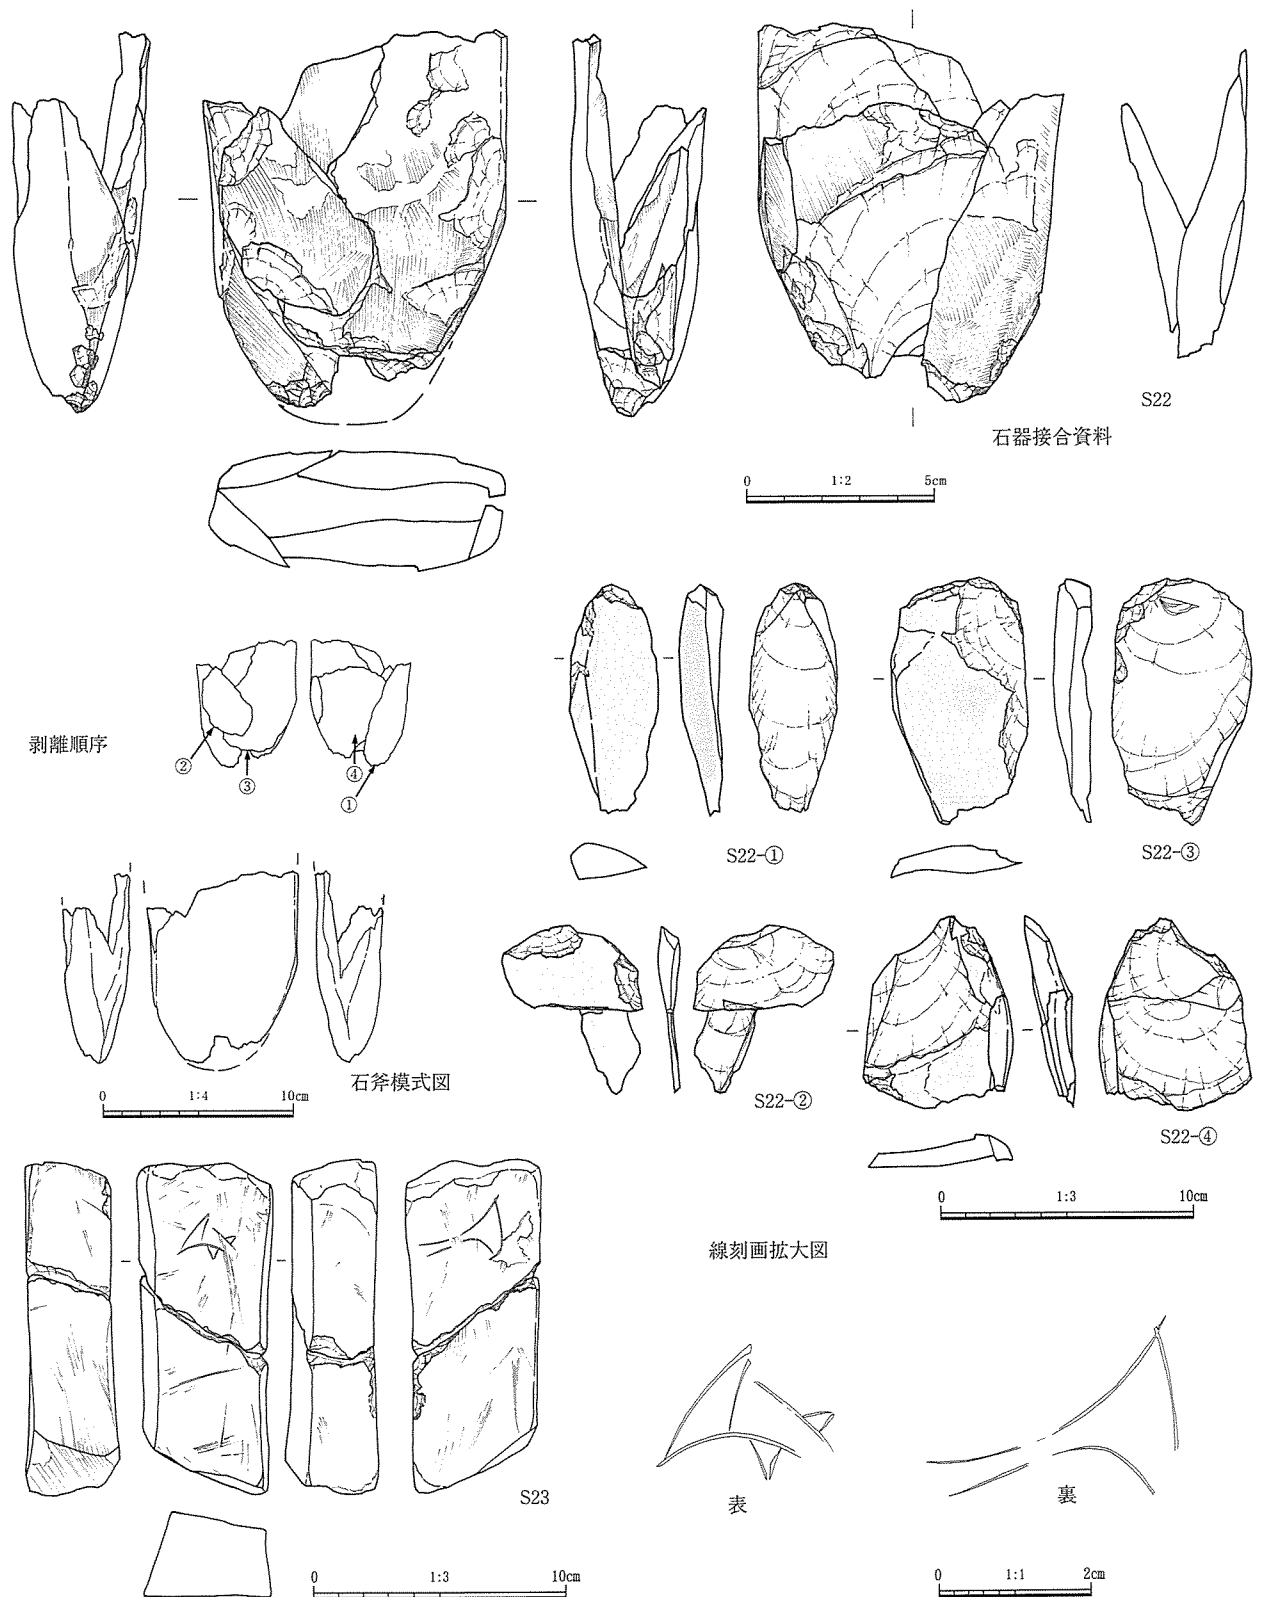 S22
石器接合資料
0 1:2 5cm
剥離順序
②
③
④
①
S22-①
S22-③
石斧模式図
0 1:4 10cm
S22-②
S22-④
0 1:3 10cm
線刻画拡大図
S23
表
裏
0 1:3 10cm
0 1:1 2cm